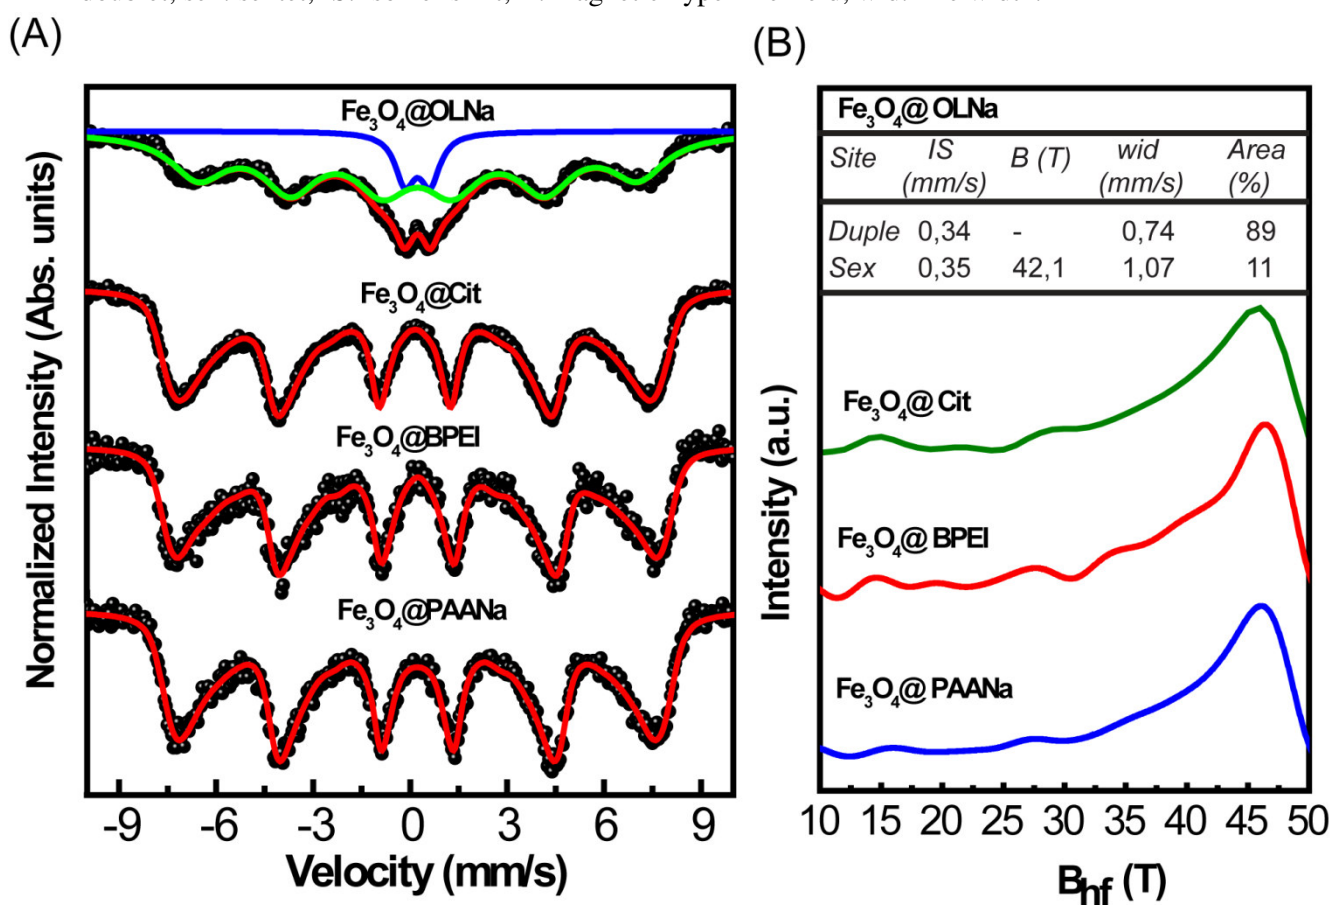 (A)
(B)
Fe3O4@OLNa
Fe3O4@Cit
Fe3O4@BPEI
Fe3O4@PAANa
Normalized Intensity (Abs. units)
-9 -6 -3 0 3 6 9
Velocity (mm/s)
Fe3O4@OLNa
Site IS (mm/s) B (T) wid (mm/s) Area (%)
Duple 0,34 - 0,74 89
Sex 0,35 42,1 1,07 11
Fe3O4@ Cit
Fe3O4@ BPEI
Fe3O4@ PAANa
Intensity (a.u.)
10 15 20 25 30 35 40 45 50
Bhf (T)